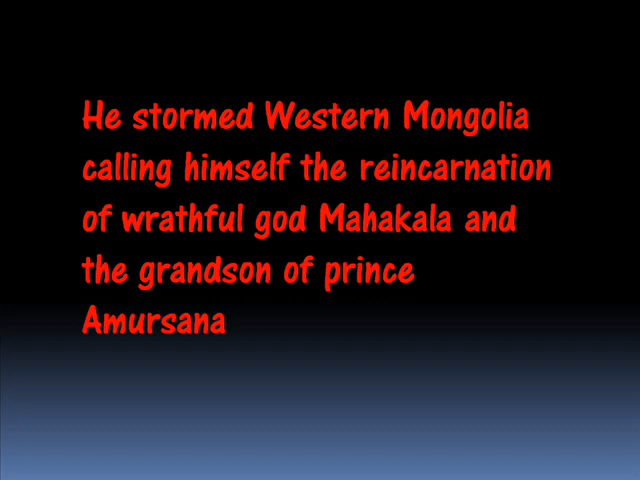 He stormed Western Mongolia
calling himself the reincarnation
of wrathful god Mahakala and
the grandson of prince
Amursana